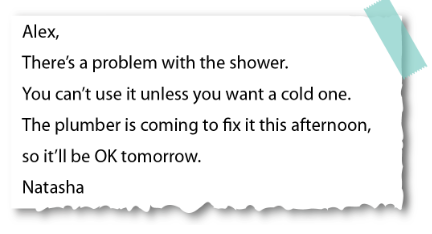 Alex,
There’s a problem with the shower.
You can’t use it unless you want a cold one.
The plumber is coming to fix it this afternoon,
so it’ll be OK tomorrow.
Natasha